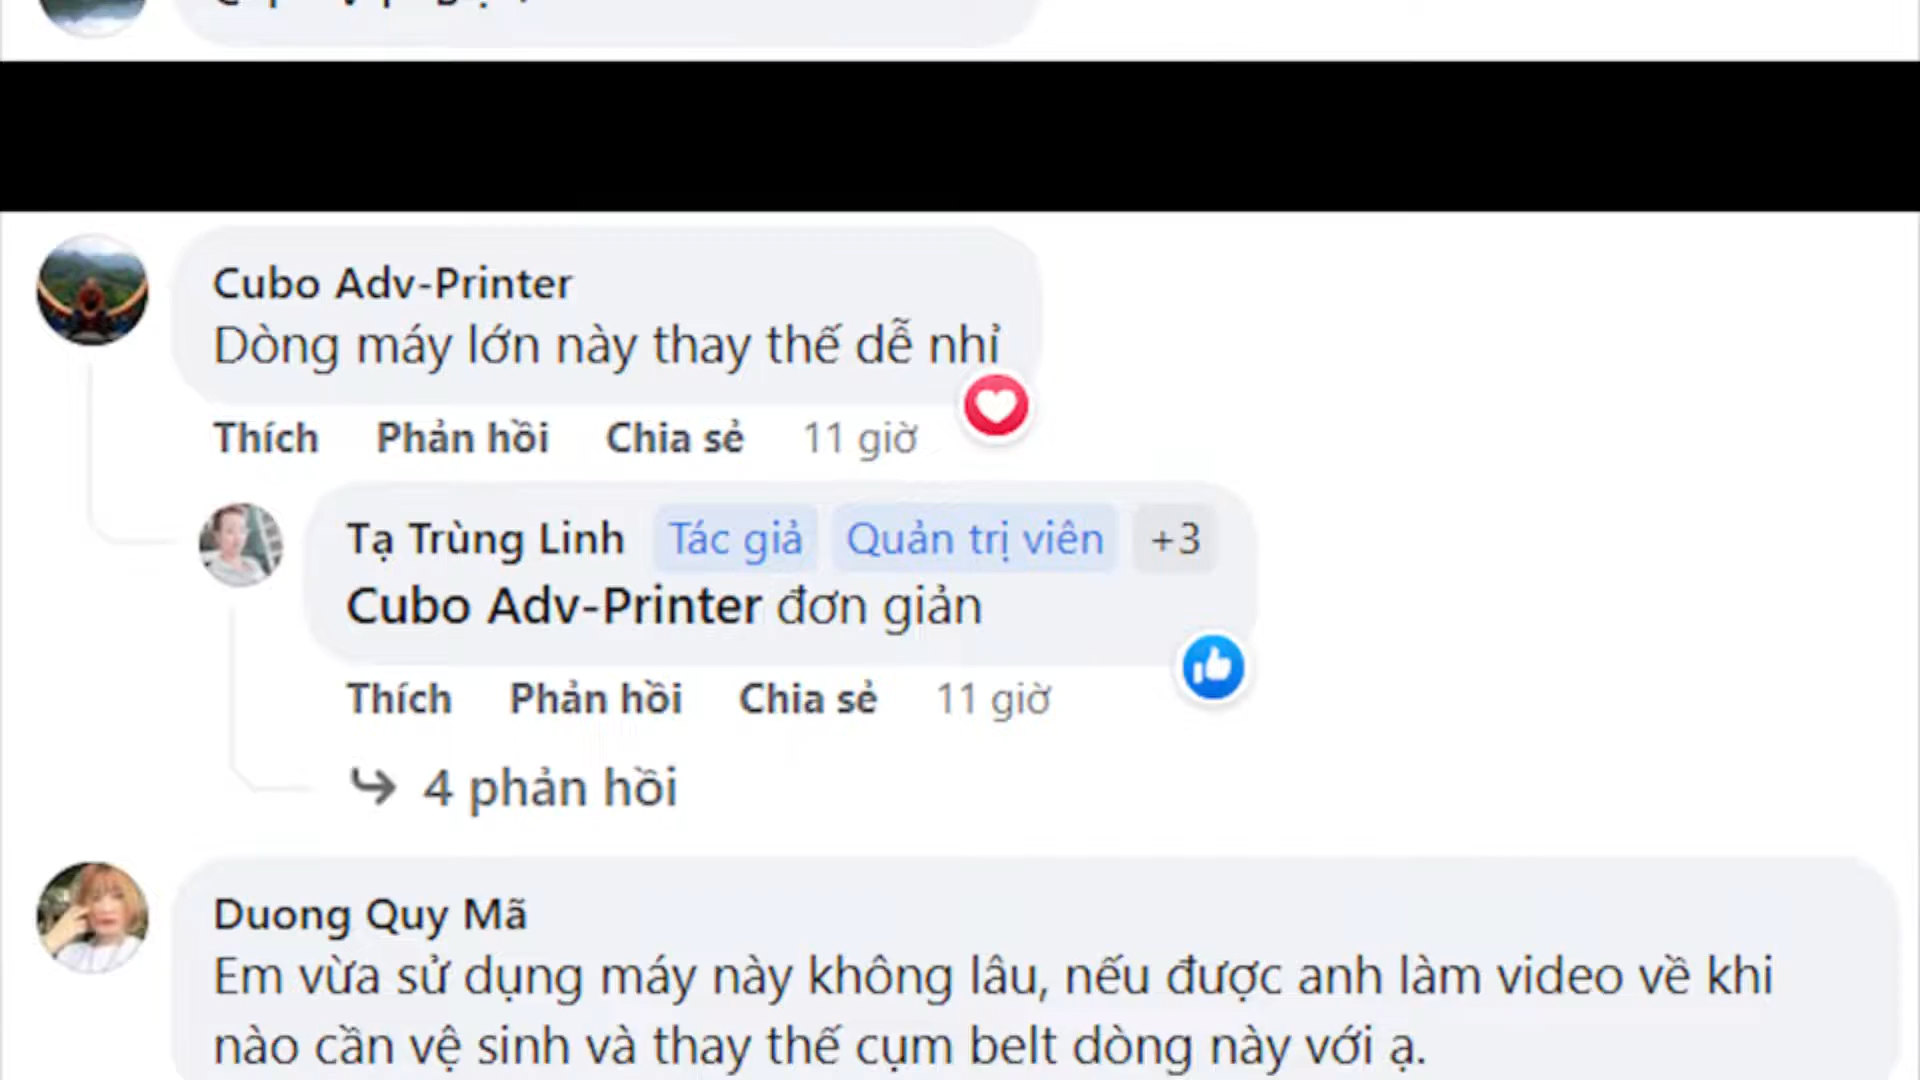 Cubo Adv-Printer
Dòng máy lớn này thay thế dễ nhỉ
Thích Phản hồi Chia sẻ 11 giờ
Tạ Trùng Linh Tác giả Quản trị viên +3
Cubo Adv-Printer đơn giản
Thích Phản hồi Chia sẻ 11 giờ
4 phản hồi
Duong Quy Mã
Em vừa sử dụng máy này không lâu, nếu được anh làm video về khi
nào cần vệ sinh và thay thế cụm belt dòng này với ạ.